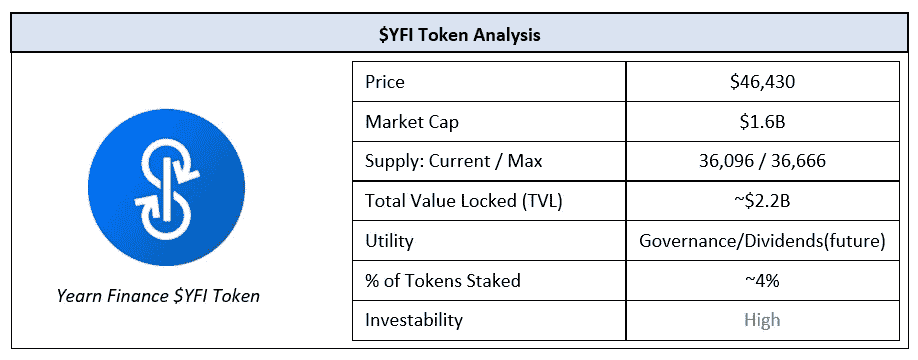 $YFI Token Analysis
Price $46,430
Market Cap $1.6B
Supply: Current / Max 36,096 / 36,666
Total Value Locked (TVL) ~$2.2B
Utility Governance/Dividends(future)
% of Tokens Staked ~4%
Investability High
Yearn Finance $YFI Token